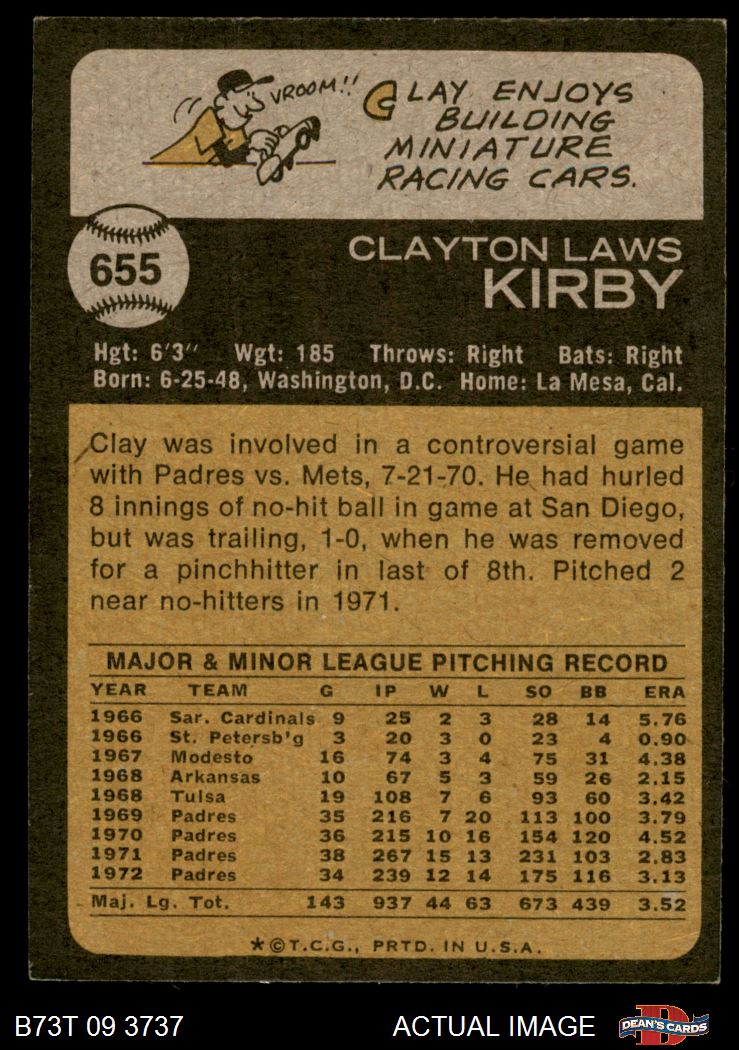 VROOM!!
CLAY ENJOYS
BUILDING
MINIATURE
RACING CARS.
655
CLAYTON LAWS
KIRBY
Hgt: 6'3" Wgt: 185 Throws: Right Bats: Right
Born: 6-25-48, Washington, D.C. Home: La Mesa, Cal.
Clay was involved in a controversial game
with Padres vs. Mets, 7-21-70. He had hurled
8 innings of no-hit ball in game at San Diego,
but was trailing, 1-0, when he was removed
for a pinchhitter in last of 8th. Pitched 2
near no-hitters in 1971.
MAJOR & MINOR LEAGUE PITCHING RECORD
YEAR TEAM G IP W L SO BB ERA
1966 Sar. Cardinals 9 25 2 3 28 14 5.76
1966 St. Petersb'g 3 20 3 0 23 4 0.90
1967 Modesto 16 74 3 4 75 31 4.38
1968 Arkansas 10 67 5 3 59 26 2.15
1968 Tulsa 19 108 7 6 93 60 3.42
1969 Padres 35 216 7 20 113 100 3.79
1970 Padres 36 215 10 16 154 120 4.52
1971 Padres 38 267 15 13 231 103 2.83
1972 Padres 34 239 12 14 175 116 3.13
Maj. Lg. Tot. 143 937 44 63 673 439 3.52
*©T.C.G., PRTD. IN U.S.A.
B73T 09 3737 ACTUAL IMAGE
D
DEAN'S CARDS